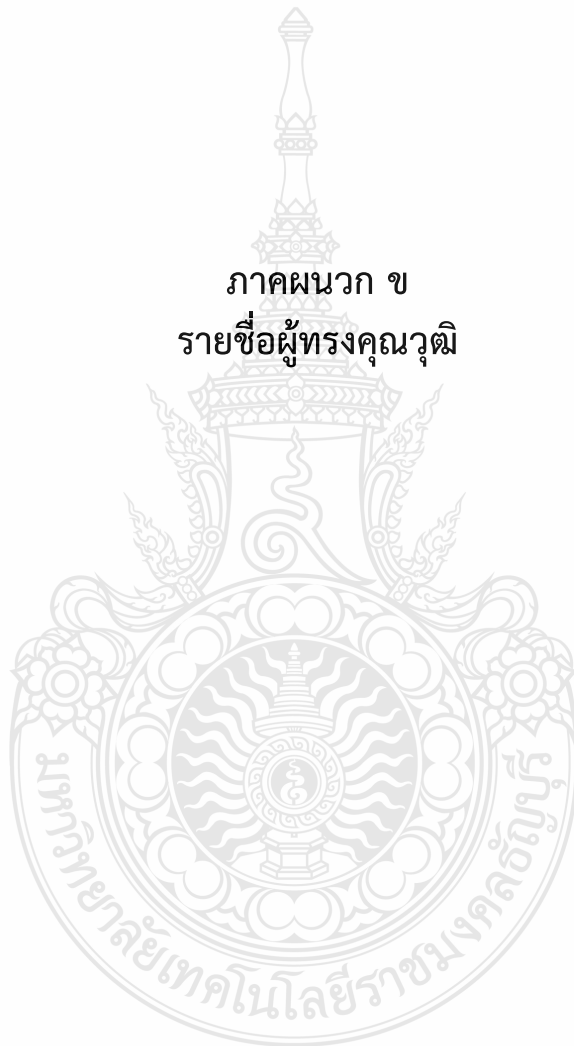 ภาคผนวก ข
รายชื่อผู้ทรงคุณวุฒิ
มหาวิทยาลัยเทคโนโลยีราชมงคลธัญบุรี